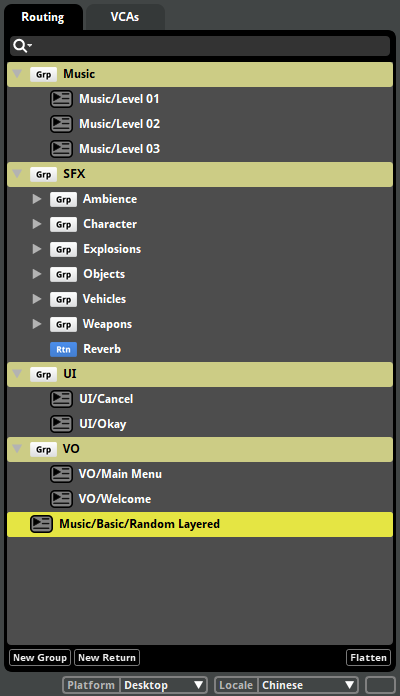 Routing VCAs
Grp Music
Music/Level 01
Music/Level 02
Music/Level 03
Grp SFX
Grp Ambience
Grp Character
Grp Explosions
Grp Objects
Grp Vehicles
Grp Weapons
Rtn Reverb
Grp UI
UI/Cancel
UI/Okay
Grp VO
VO/Main Menu
VO/Welcome
Music/Basic/Random Layered
New Group New Return Flatten
Platform Desktop Locale Chinese